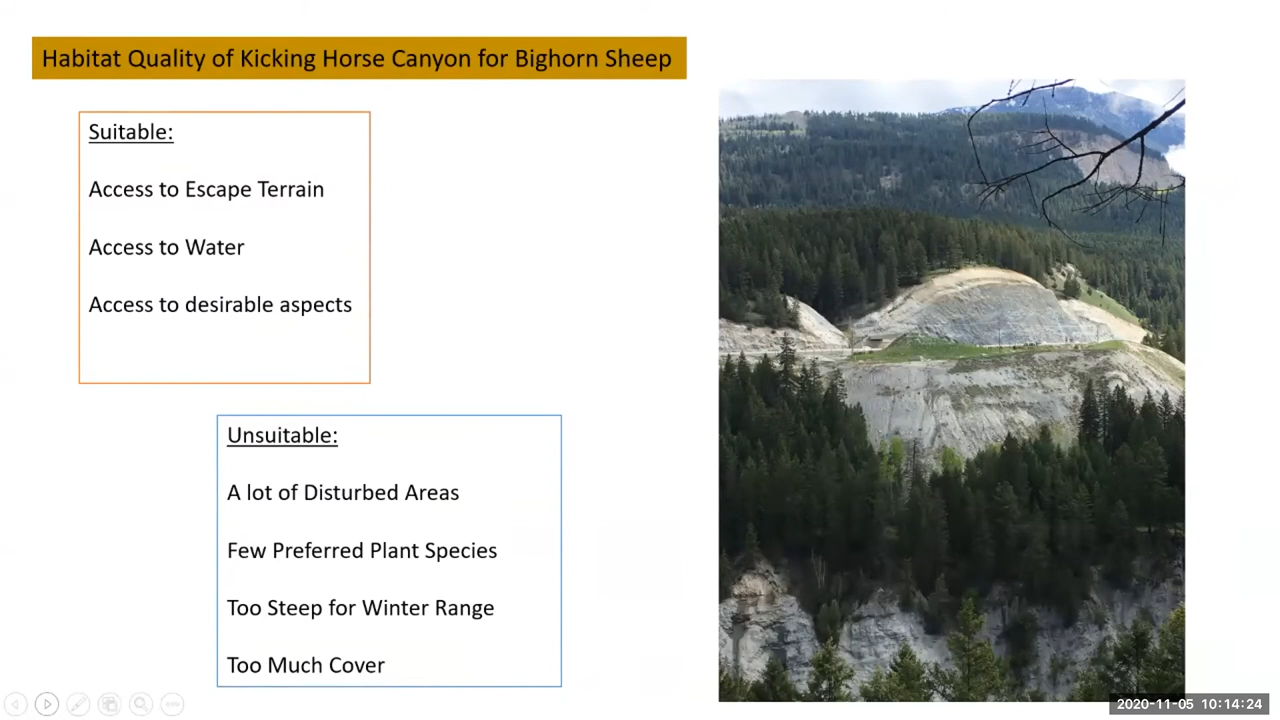 Habitat Quality of Kicking Horse Canyon for Bighorn Sheep
Suitable:
Access to Escape Terrain
Access to Water
Access to desirable aspects
Unsuitable:
A lot of Disturbed Areas
Few Preferred Plant Species
Too Steep for Winter Range
Too Much Cover
2020-11-05 10:14:24